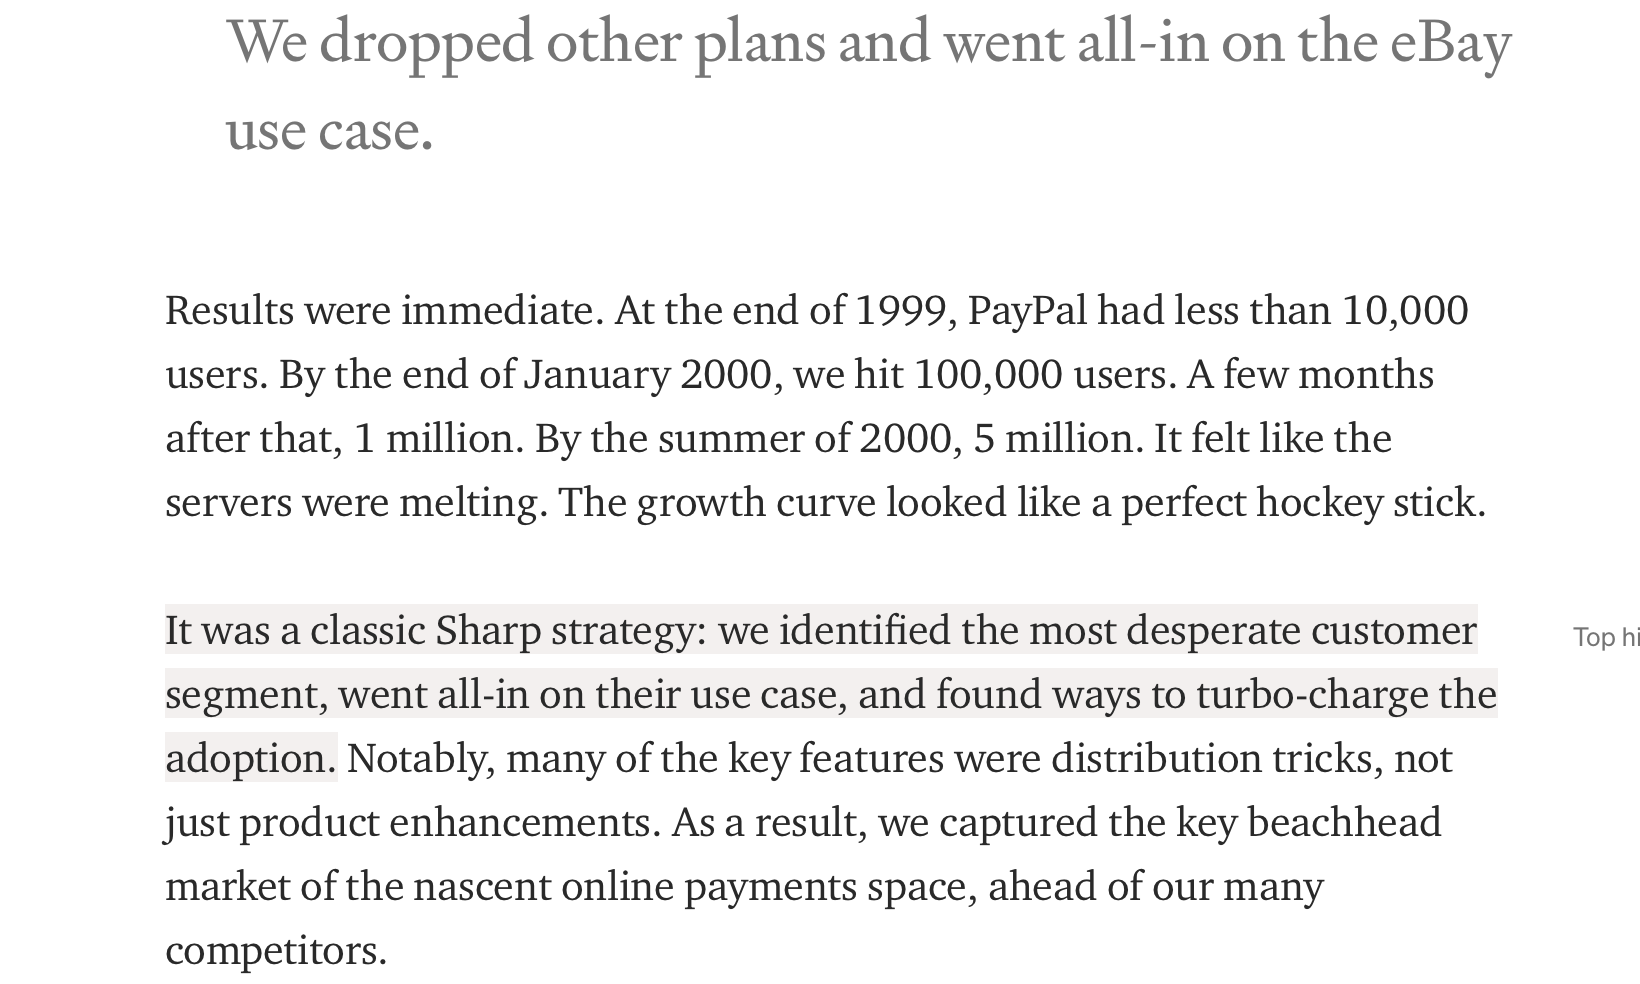 We dropped other plans and went all-in on the eBay
use case.
Results were immediate. At the end of 1999, PayPal had less than 10,000
users. By the end of January 2000, we hit 100,000 users. A few months
after that, 1 million. By the summer of 2000, 5 million. It felt like the
servers were melting. The growth curve looked like a perfect hockey stick.
It was a classic Sharp strategy: we identified the most desperate customer
Top hi
segment, went all-in on their use case, and found ways to turbo-charge the
adoption. Notably, many of the key features were distribution tricks, not
just product enhancements. As a result, we captured the key beachhead
market of the nascent online payments space, ahead of our many
competitors.